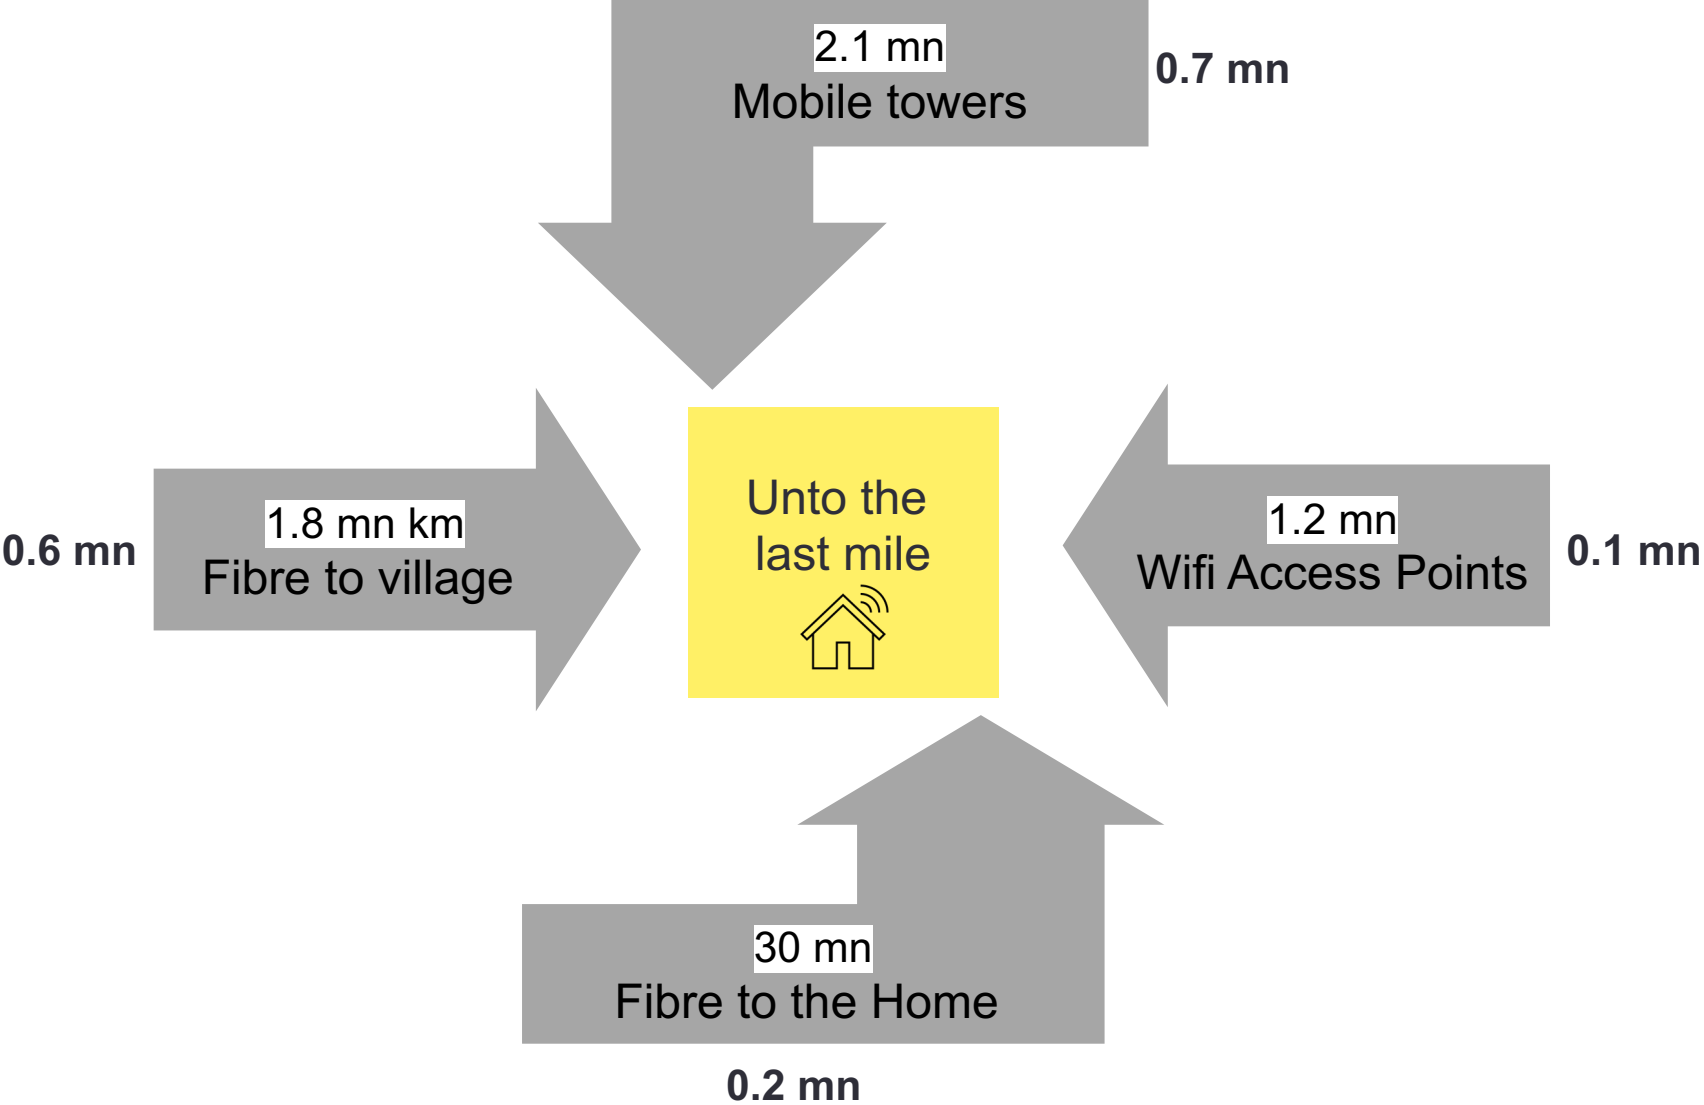 2.1 mn
Mobile towers
0.7 mn
0.6 mn
1.8 mn km
Fibre to village
Unto the
last mile
1.2 mn
Wifi Access Points
0.1 mn
30 mn
Fibre to the Home
0.2 mn